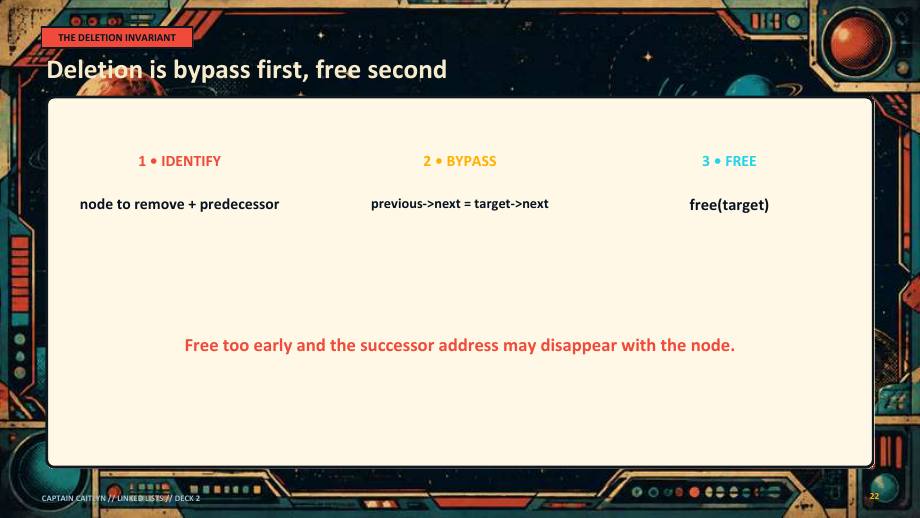 THE DELETION INVARIANT
Deletion is bypass first, free second
1 • IDENTIFY
2 • BYPASS
3 • FREE
node to remove + predecessor
previous->next = target->next
free(target)
Free too early and the successor address may disappear with the node.
CAPTAIN CAITLYN // LINKED LISTS // DECK 2
22